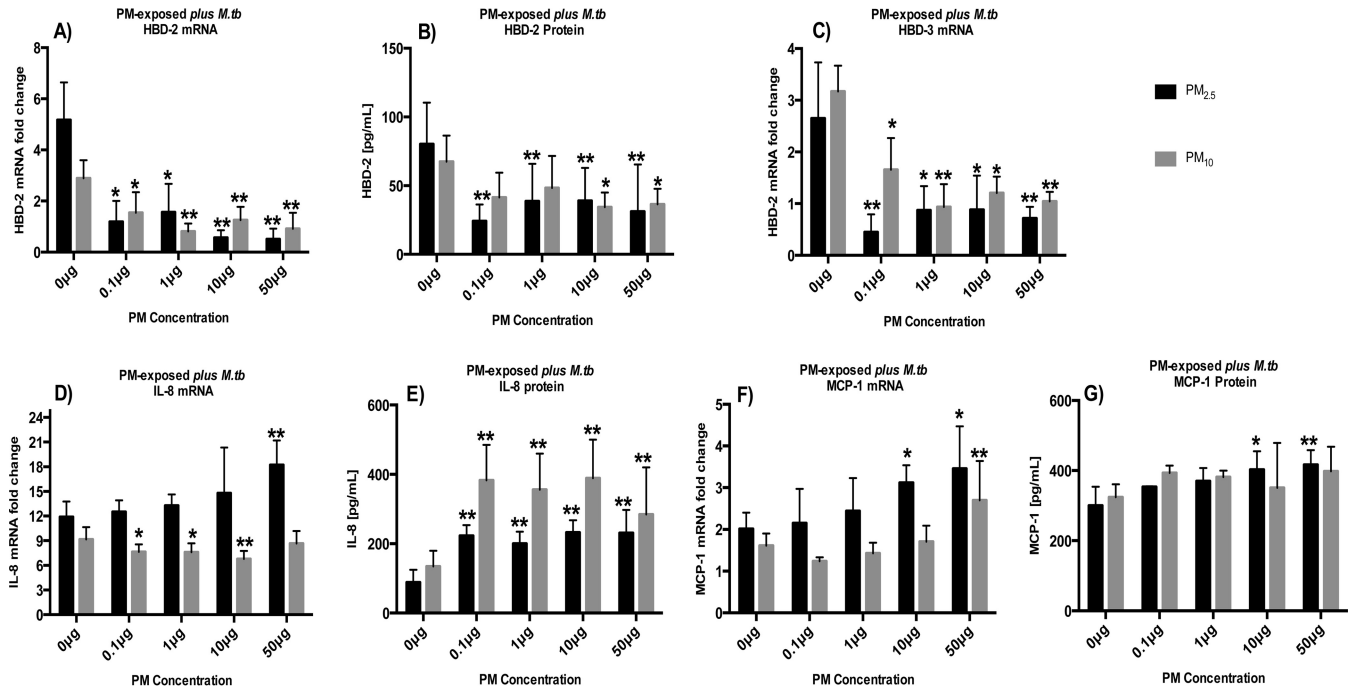 PM-exposed plus M.tb
HBD-2 mRNA
A)
HBD-2 mRNA fold change
8
6
4
2
0
* * * ** ** ** ** **
0µg 0.1µg 1µg 10µg 50µg
PM Concentration
PM-exposed plus M.tb
HBD-2 Protein
B)
HBD-2 [pg/mL]
150
100
50
0
** ** ** * ** *
0µg 0.1µg 1µg 10µg 50µg
PM Concentration
PM-exposed plus M.tb
HBD-3 mRNA
C)
HBD-2 mRNA fold change
4
3
2
1
0
** * * ** * * ** **
0µg 0.1µg 1µg 10µg 50µg
PM Concentration
PM2.5
PM10
PM-exposed plus M.tb
IL-8 mRNA
D)
IL-8 mRNA fold change
24
21
18
15
12
9
6
3
0
* * ** **
0µg 0.1µg 1µg 10µg 50µg
PM Concentration
PM-exposed plus M.tb
IL-8 protein
E)
IL-8 [pg/mL]
600
400
200
0
** ** ** ** ** ** ** **
0µg 0.1µg 1µg 10µg 50µg
PM Concentration
PM-exposed plus M.tb
MCP-1 mRNA
F)
MCP-1 mRNA fold change
5
4
3
2
1
0
* * **
0µg 0.1µg 1µg 10µg 50µg
PM Concentration
PM-exposed plus M.tb
MCP-1 Protein
G)
MCP-1 [pg/mL]
600
400
200
0
* **
0µg 0.1µg 1µg 10µg 50µg
PM Concentration